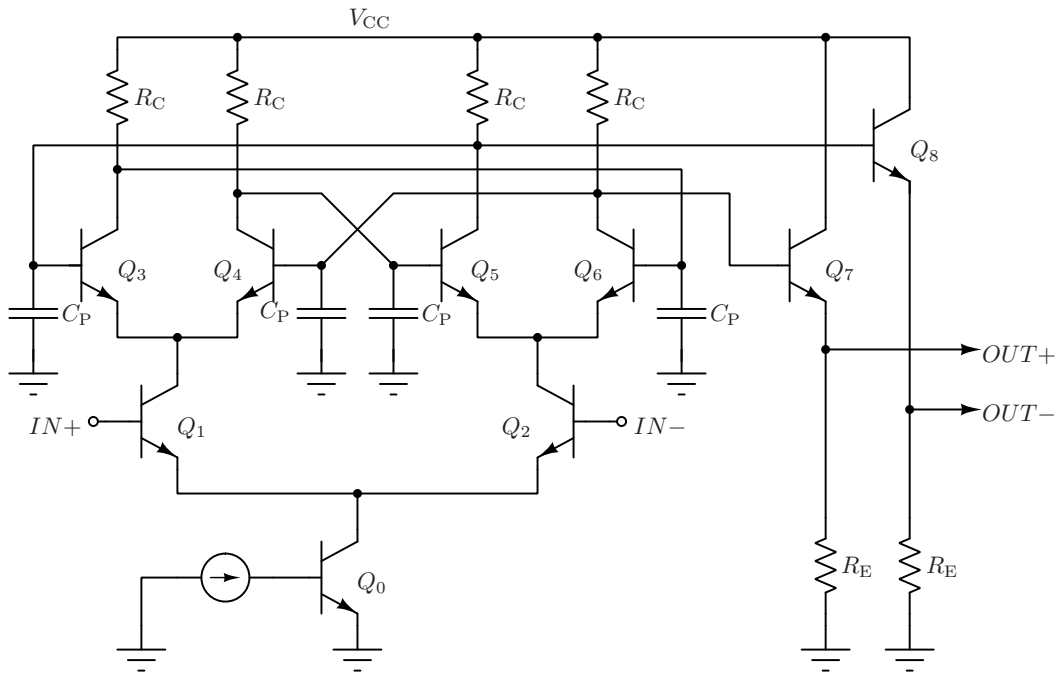 V_CC
R_C R_C R_C R_C
Q_8
Q_3 Q_4 Q_5 Q_6 Q_7
C_P C_P C_P C_P
OUT+
OUT−
IN+ Q_1 Q_2 IN−
Q_0 R_E R_E